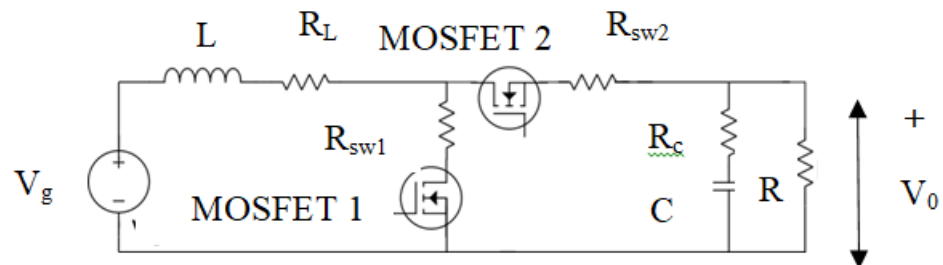 L
R_L
MOSFET 2
R_sw2
R_sw1
R_c
+
V_g
+
−
MOSFET 1
C
R
V_0